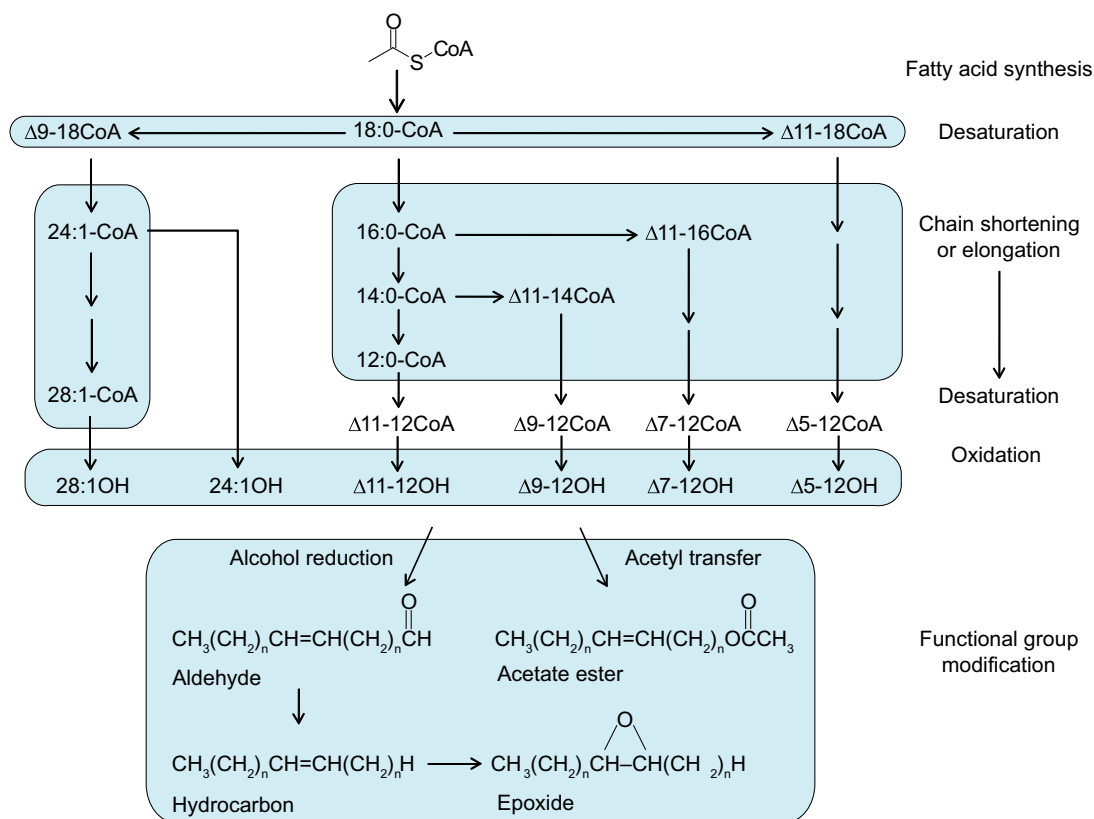 O
S
CoA
Fatty acid synthesis
Δ9-18CoA
18:0-CoA
Δ11-18CoA
Desaturation
24:1-CoA
16:0-CoA
Δ11-16CoA
Chain shortening
or elongation
14:0-CoA
Δ11-14CoA
12:0-CoA
28:1-CoA
Desaturation
Δ11-12CoA
Δ9-12CoA
Δ7-12CoA
Δ5-12CoA
Oxidation
28:1OH
24:1OH
Δ11-12OH
Δ9-12OH
Δ7-12OH
Δ5-12OH
Alcohol reduction
Acetyl transfer
O
O
CH₃(CH₂)ₙCH=CH(CH₂)ₙCH
CH₃(CH₂)ₙCH=CH(CH₂)ₙOCCH₃
Aldehyde
Acetate ester
Functional group
modification
O
CH₃(CH₂)ₙCH=CH(CH₂)ₙH
CH₃(CH₂)ₙCH–CH(CH ₂)ₙH
Hydrocarbon
Epoxide